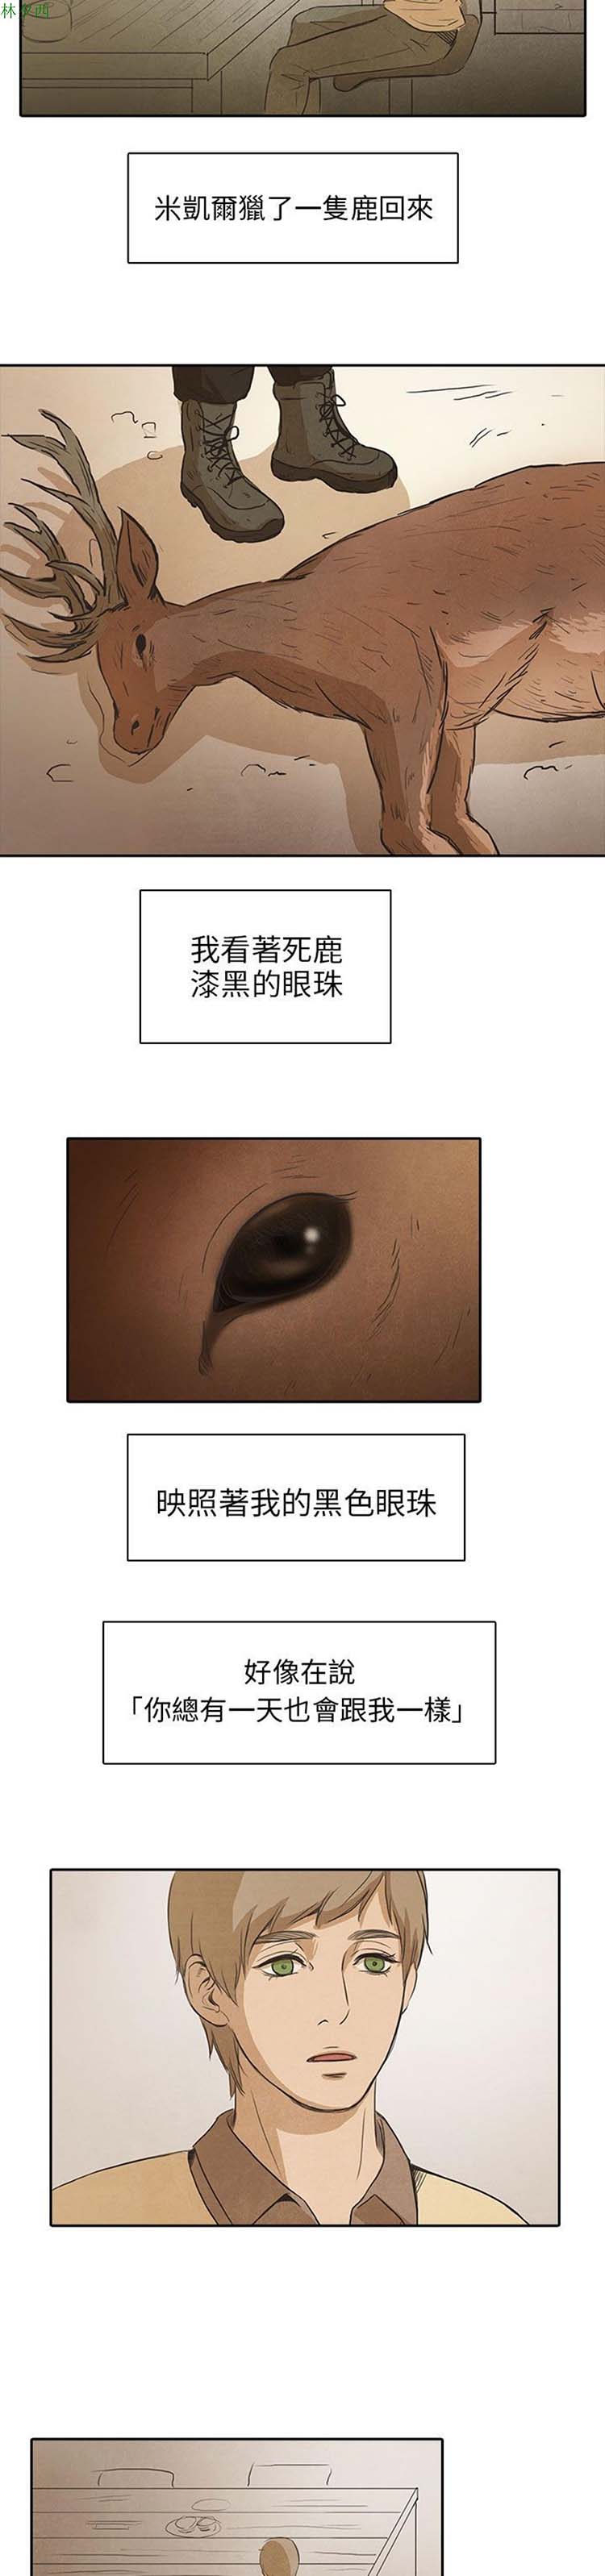 米凱爾獵了一隻鹿回來
我看著死鹿
漆黑的眼珠
映照著我的黑色眼珠
好像在說
「你總有一天也會跟我一樣」